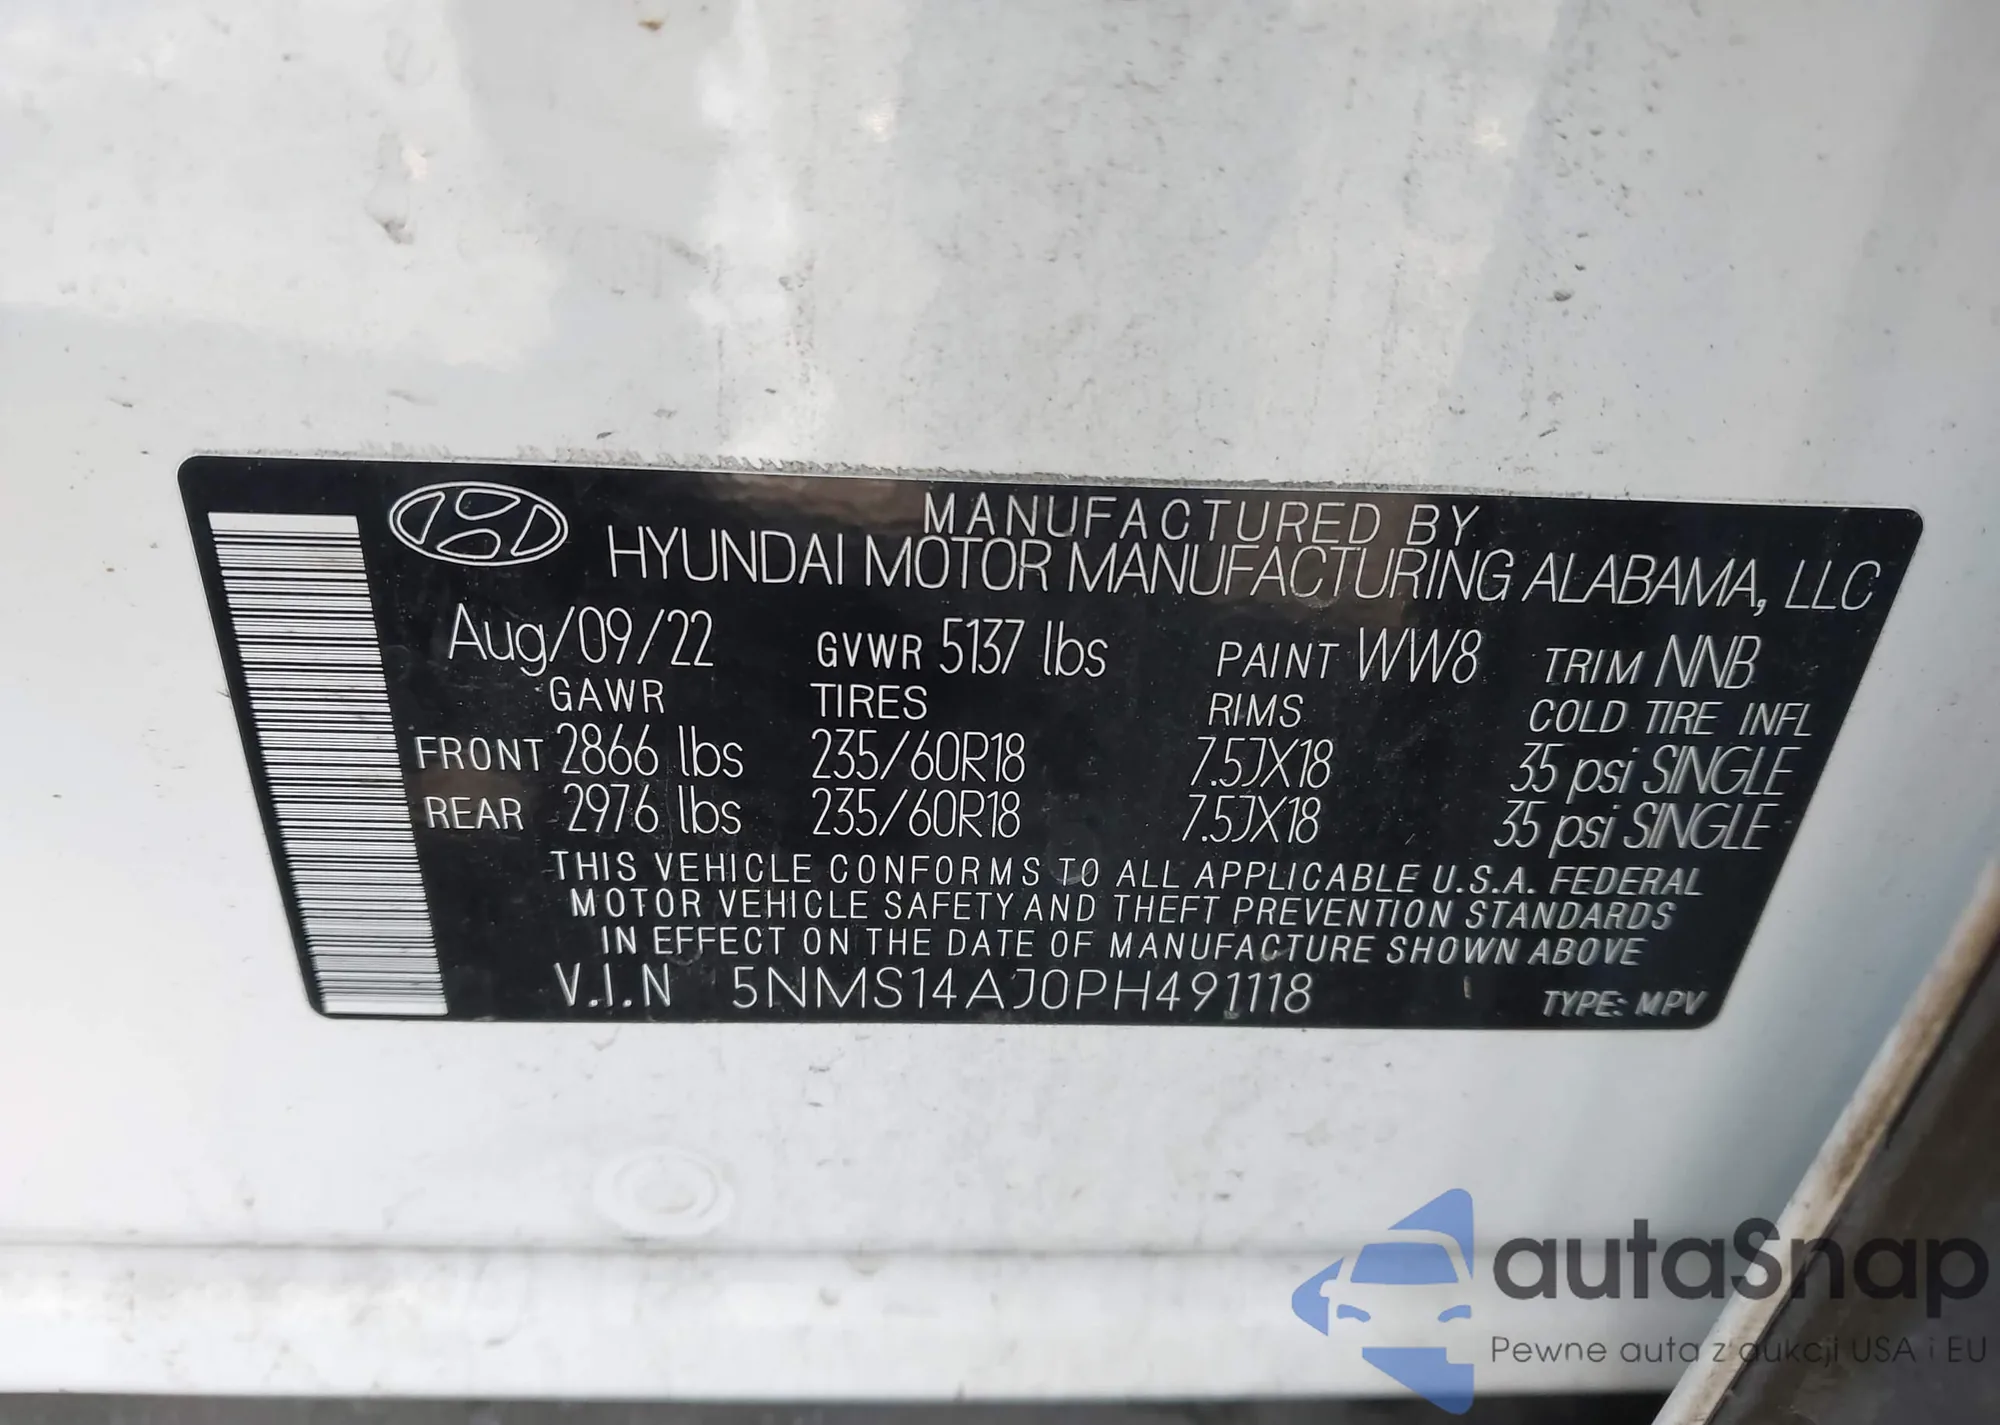 MANUFACTURED BY
HYUNDAI MOTOR MANUFACTURING ALABAMA, LLC
Aug/09/22 GVWR 5137 lbs PAINT WW8 TRIM NNB
GAWR TIRES RIMS COLD TIRE INFL
FRONT 2866 lbs 235/60R18 7.5JX18 35 psi SINGLE
REAR 2976 lbs 235/60R18 7.5JX18 35 psi SINGLE
THIS VEHICLE CONFORMS TO ALL APPLICABLE U.S.A. FEDERAL
MOTOR VEHICLE SAFETY AND THEFT PREVENTION STANDARDS
IN EFFECT ON THE DATE OF MANUFACTURE SHOWN ABOVE
V.I.N 5NMS14AJ0PH491118 TYPE: MPV
autaSnap
Pewne auta z aukcji USA i EU